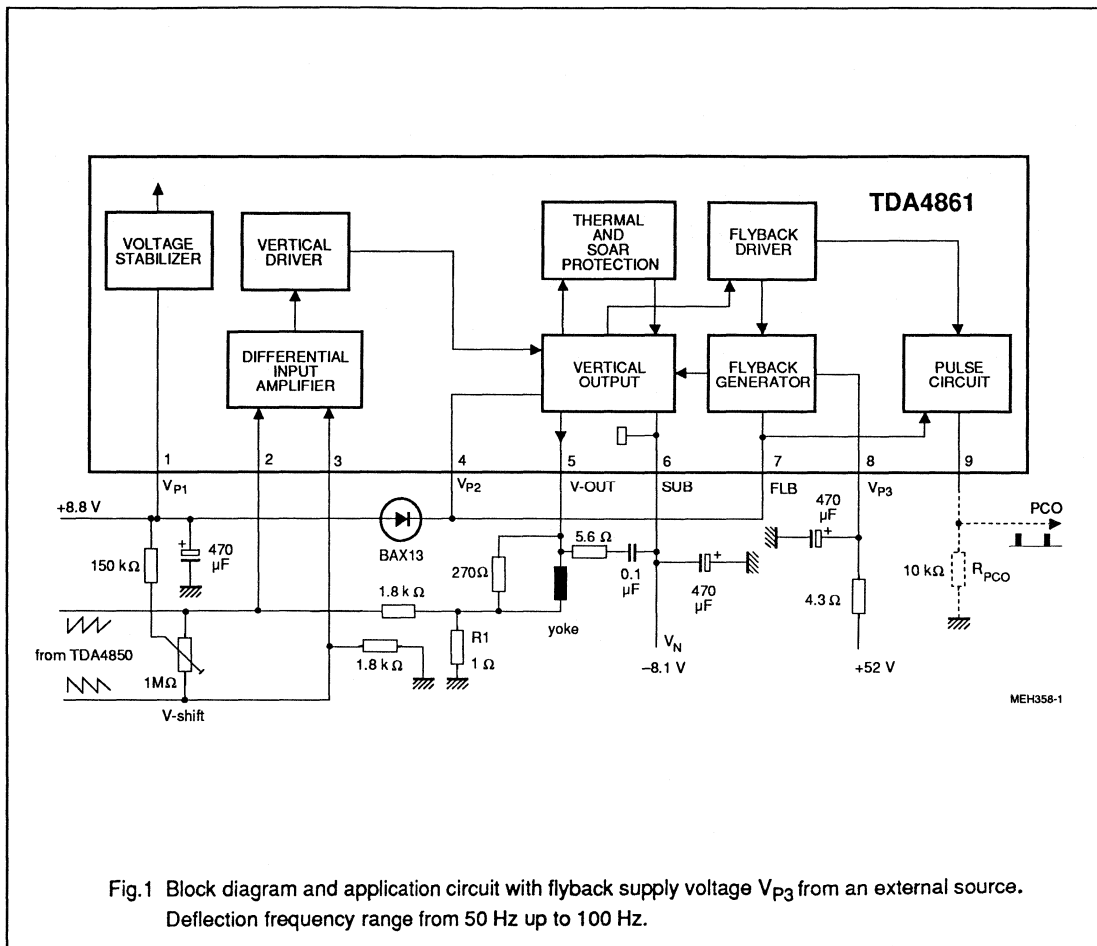 TDA4861
VOLTAGE
STABILIZER
VERTICAL
DRIVER
THERMAL
AND
SOAR
PROTECTION
FLYBACK
DRIVER
DIFFERENTIAL
INPUT
AMPLIFIER
VERTICAL
OUTPUT
FLYBACK
GENERATOR
PULSE
CIRCUIT
1 2 3 4 5 6 7 8 9
VP1 VP2 V-OUT SUB FLB VP3
+8.8 V
470
µF
PCO
BAX13
5.6 Ω
150 kΩ
470
µF
270Ω
0.1
µF
470
µF
10 kΩ
RPCO
1.8 kΩ
4.3 Ω
yoke
R1
1 Ω
VN
from TDA4850
1.8 kΩ
–8.1 V
+52 V
1MΩ
V-shift
MEH358-1
Fig.1 Block diagram and application circuit with flyback supply voltage VP3 from an external source.
Deflection frequency range from 50 Hz up to 100 Hz.